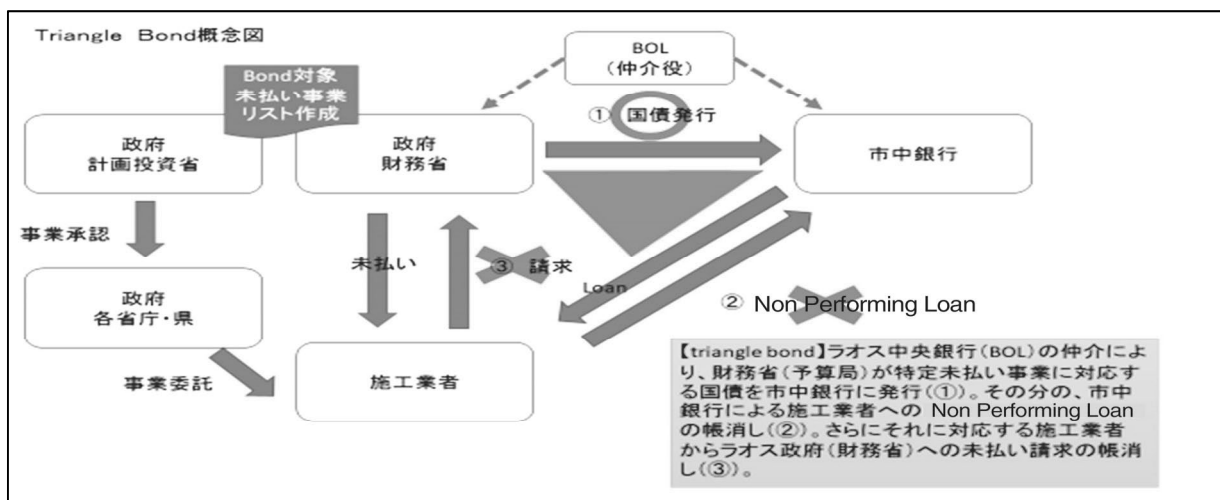 Triangle Bond概念図
BOL
(仲介役)
Bond対象
未払い事業
リスト作成
① 国債発行
政府
計画投資省
政府
財務省
市中銀行
事業承認
未払い
③ 請求
Loan
② Non Performing Loan
政府
各省庁・県
事業委託
施工業者
【triangle bond】ラオス中央銀行(BOL)の仲介によ
り、財務省(予算局)が特定未払い事業に対応す
る国債を市中銀行に発行(①)。その分の、市中
銀行による施工業者への Non Performing Loan
の帳消し(②)。さらにそれに対応する施工業者
からラオス政府(財務省)への未払い請求の帳消
し(③)。